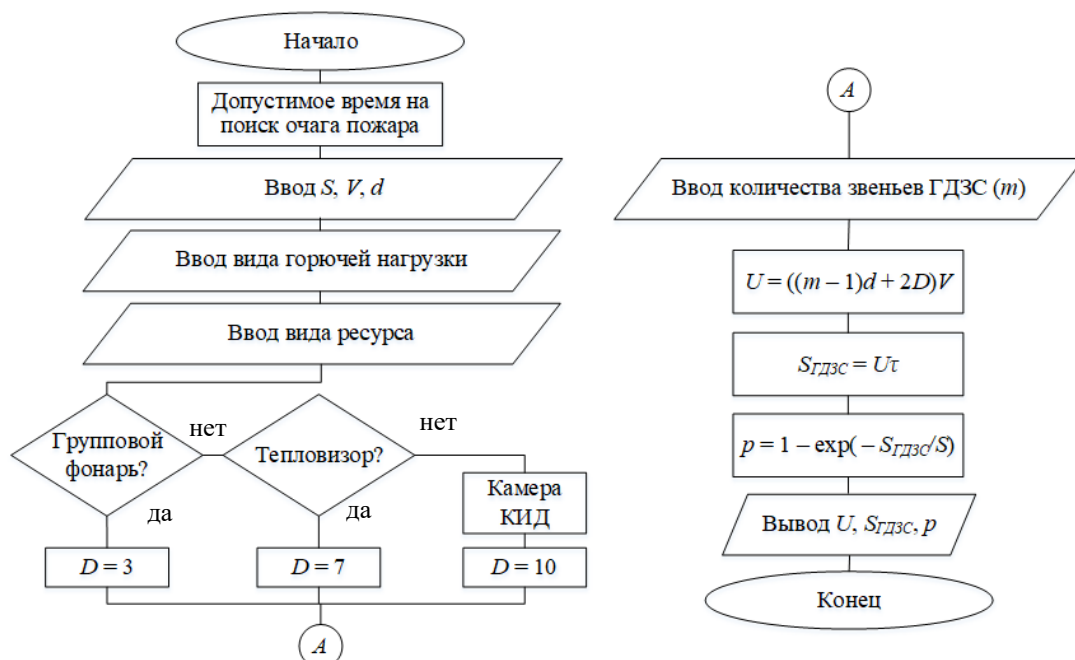 Начало
Допустимое время на
поиск очага пожара
Ввод S, V, d
Ввод вида горючей нагрузки
Ввод вида ресурса
Групповой
фонарь?
нет
Тепловизор?
нет
Камера
КИД
да
да
D = 3
D = 7
D = 10
A
A
Ввод количества звеньев ГДЗС (m)
U = ((m – 1)d + 2D)V
SГДЗС = Uτ
p = 1 – exp( – SГДЗС/S)
Вывод U, SГДЗС, p
Конец